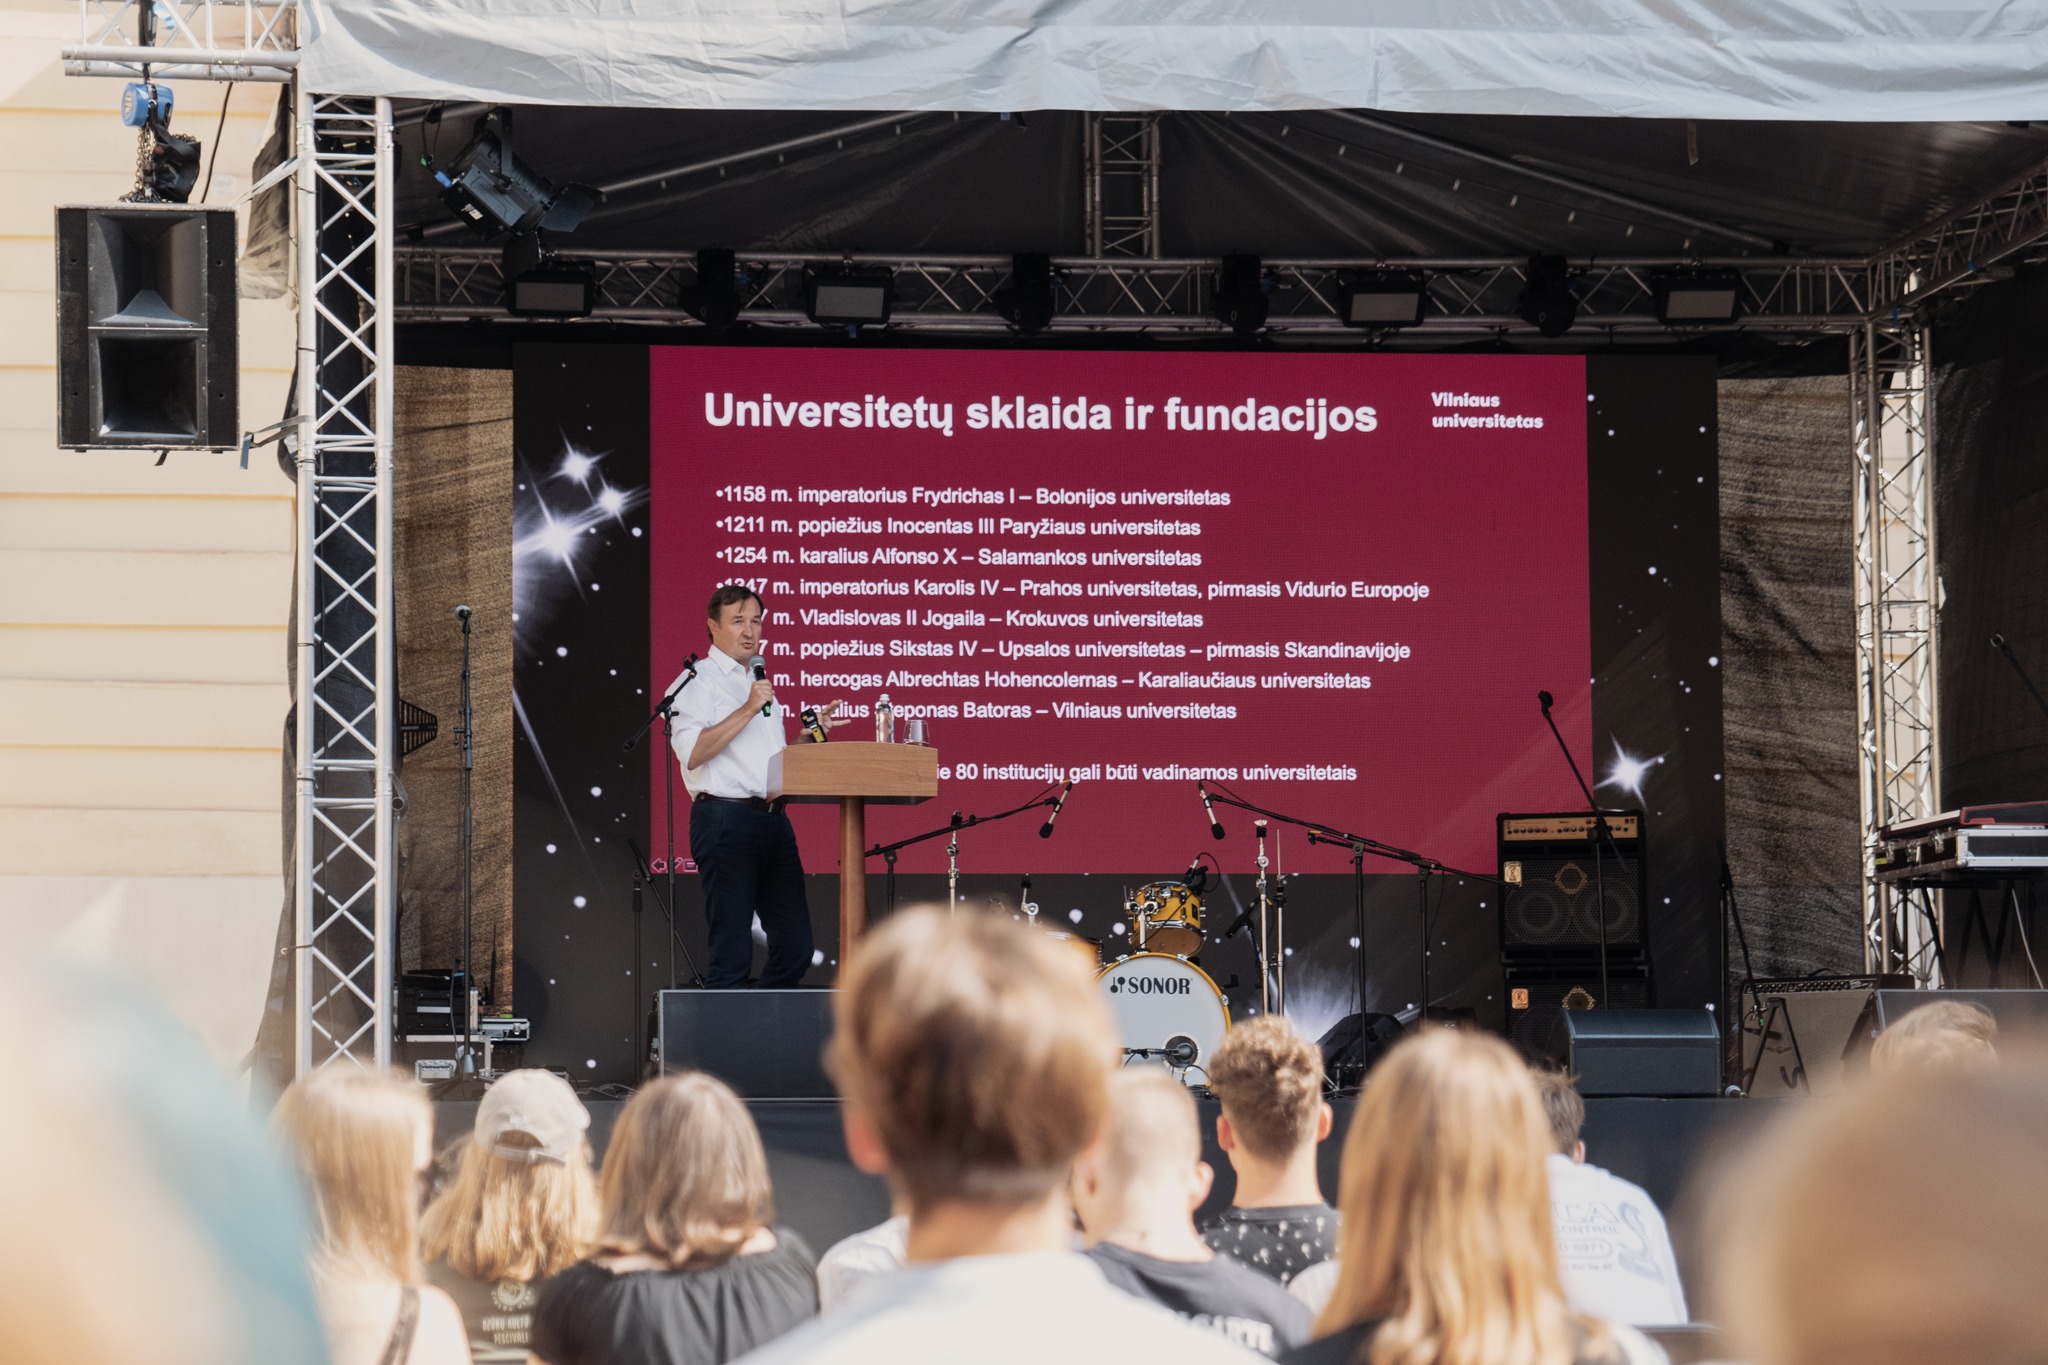 Universitetų sklaida ir fundacijos
Vilniaus
universitetas
•1158 m. imperatorius Frydrichas I – Bolonijos universitetas
•1211 m. popiežius Inocentas III Paryžiaus universitetas
•1254 m. karalius Alfonso X – Salamankos universitetas
m. imperatorius Karolis IV – Prahos universitetas, pirmasis Vidurio Europoje
m. Vladislovas II Jogaila – Krokuvos universitetas
7 m. popiežius Sikstas IV – Upsalos universitetas – pirmasis Skandinavijoje
m. hercogas Albrechtas Hohencolernas – Karaliaučiaus universitetas
m. karalius Batoras – Vilniaus universitetas
ie 80 institucijų gali būti vadinamos universitetais
SONOR